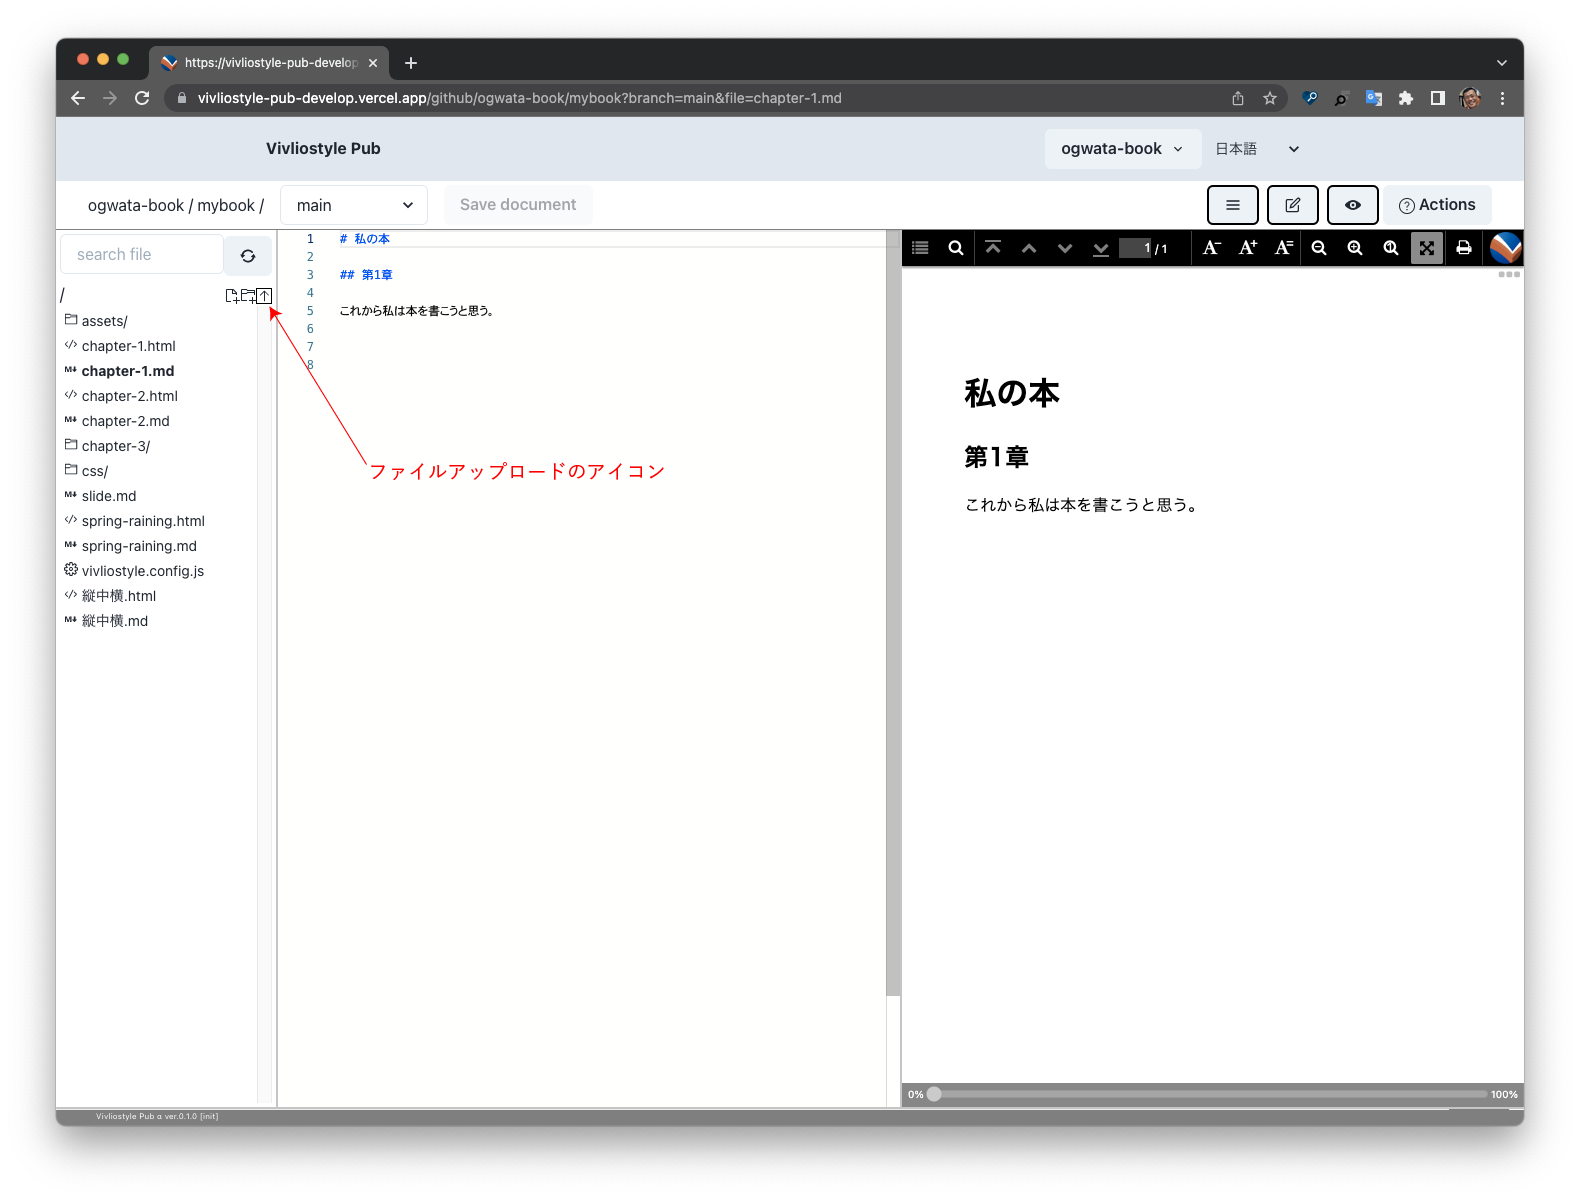 https://vivliostyle-pub-develop
vivliostyle-pub-develop.vercel.app/github/ogwata-book/mybook?branch=main&file=chapter-1.md
Vivliostyle Pub
ogwata-book
日本語
ogwata-book / mybook /
main
Save document
Actions
search file
/
assets/
chapter-1.html
chapter-1.md
chapter-2.html
chapter-2.md
chapter-3/
css/
slide.md
spring-raining.html
spring-raining.md
vivliostyle.config.js
縦中横.html
縦中横.md
1 # 私の本
2
3 ## 第1章
4
5 これから私は本を書こうと思う。
6
7
8
ファイルアップロードのアイコン
1 / 1
A− A+ A=
私の本
第1章
これから私は本を書こうと思う。
0%
100%
Vivliostyle Pub α ver.0.1.0 [init]